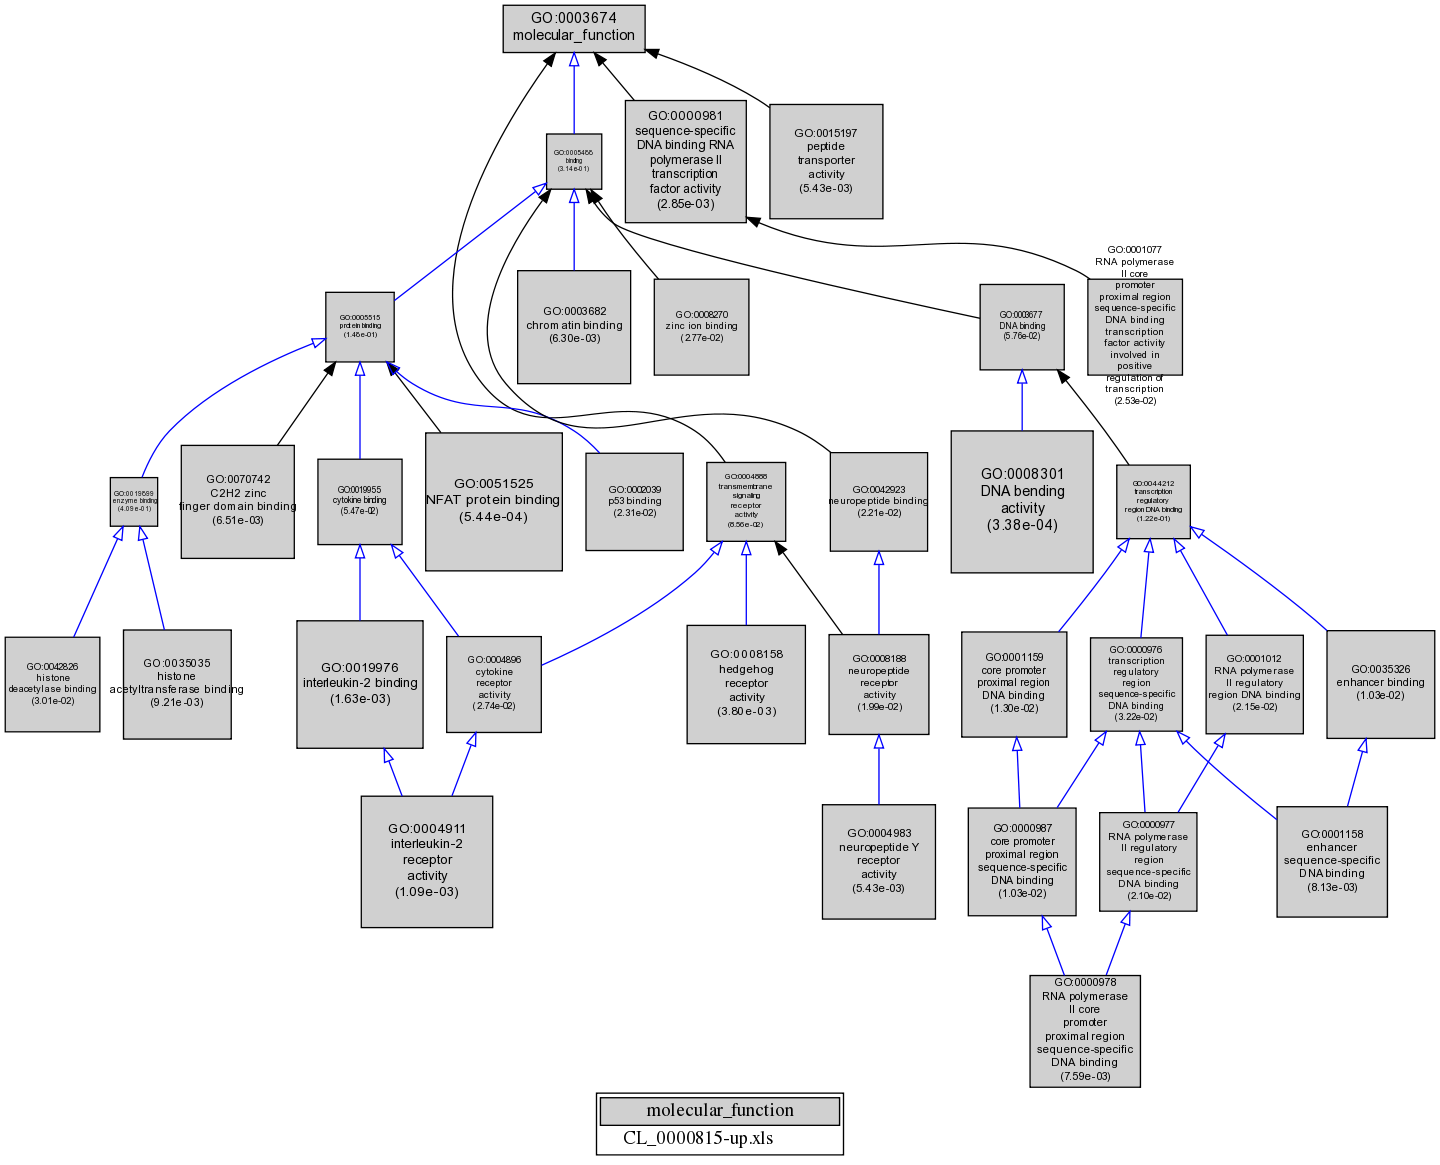 GO:0003674
molecular_function
GO:0005488
binding
(3.14e-01)
GO:0000981
sequence-specific
DNA binding RNA
polymerase II
transcription
factor activity
(2.85e-03)
GO:0015197
peptide
transporter
activity
(5.43e-03)
GO:0005515
protein binding
(1.46e-01)
GO:0003682
chromatin binding
(6.30e-03)
GO:0008270
zinc ion binding
(2.77e-02)
GO:0003677
DNA binding
(5.76e-02)
GO:0001077
RNA polymerase
II core
promoter
proximal region
sequence-specific
DNA binding
transcription
factor activity
involved in
positive
regulation of
transcription
(2.53e-02)
GO:0019899
enzyme binding
(4.09e-01)
GO:0070742
C2H2 zinc
finger domain binding
(6.51e-03)
GO:0019955
cytokine binding
(5.47e-02)
GO:0051525
NFAT protein binding
(5.44e-04)
GO:0002039
p53 binding
(2.31e-02)
GO:0004888
transmembrane
signaling
receptor
activity
(8.56e-02)
GO:0042923
neuropeptide binding
(2.21e-02)
GO:0008301
DNA bending
activity
(3.38e-04)
GO:0044212
transcription
regulatory
region DNA binding
(1.22e-01)
GO:0042826
histone
deacetylase binding
(3.01e-02)
GO:0035035
histone
acetyltransferase binding
(9.21e-03)
GO:0019976
interleukin-2 binding
(1.63e-03)
GO:0004896
cytokine
receptor
activity
(2.74e-02)
GO:0008158
hedgehog
receptor
activity
(3.80e-03)
GO:0008188
neuropeptide
receptor
activity
(1.99e-02)
GO:0001159
core promoter
proximal region
DNA binding
(1.30e-02)
GO:0000976
transcription
regulatory
region
sequence-specific
DNA binding
(3.22e-02)
GO:0001012
RNA polymerase
II regulatory
region DNA binding
(2.15e-02)
GO:0035326
enhancer binding
(1.03e-02)
GO:0004911
interleukin-2
receptor
activity
(1.09e-03)
GO:0004983
neuropeptide Y
receptor
activity
(5.43e-03)
GO:0000987
core promoter
proximal region
sequence-specific
DNA binding
(1.03e-02)
GO:0000977
RNA polymerase
II regulatory
region
sequence-specific
DNA binding
(2.10e-02)
GO:0001158
enhancer
sequence-specific
DNA binding
(8.13e-03)
GO:0000978
RNA polymerase
II core
promoter
proximal region
sequence-specific
DNA binding
(7.59e-03)
molecular_function
CL_0000815-up.xls